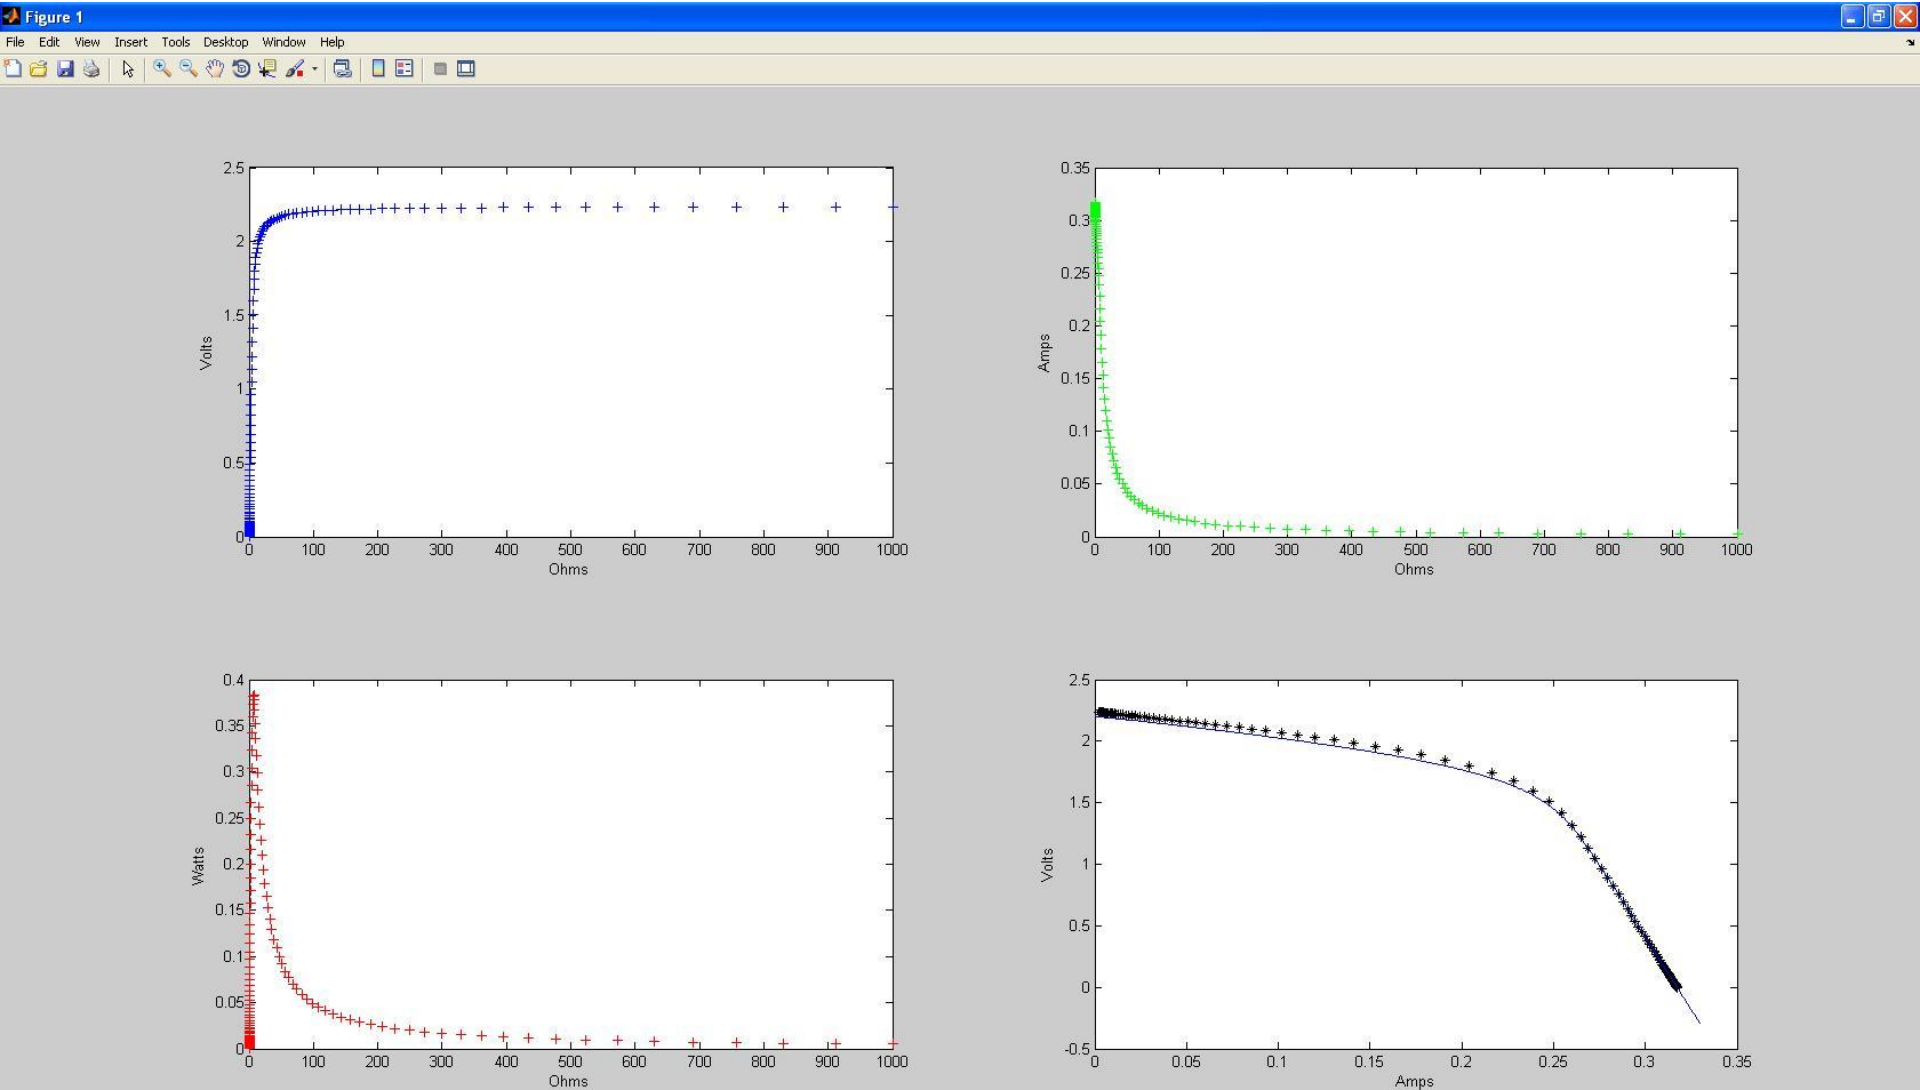 Figure 1
File Edit View Insert Tools Desktop Window Help
2.5
2
1.5
1
0.5
0
Volts
0 100 200 300 400 500 600 700 800 900 1000
Ohms
0.35
0.3
0.25
0.2
0.15
0.1
0.05
0
Amps
0 100 200 300 400 500 600 700 800 900 1000
Ohms
0.4
0.35
0.3
0.25
0.2
0.15
0.1
0.05
0
Watts
0 100 200 300 400 500 600 700 800 900 1000
Ohms
2.5
2
1.5
1
0.5
0
-0.5
Volts
0 0.05 0.1 0.15 0.2 0.25 0.3 0.35
Amps